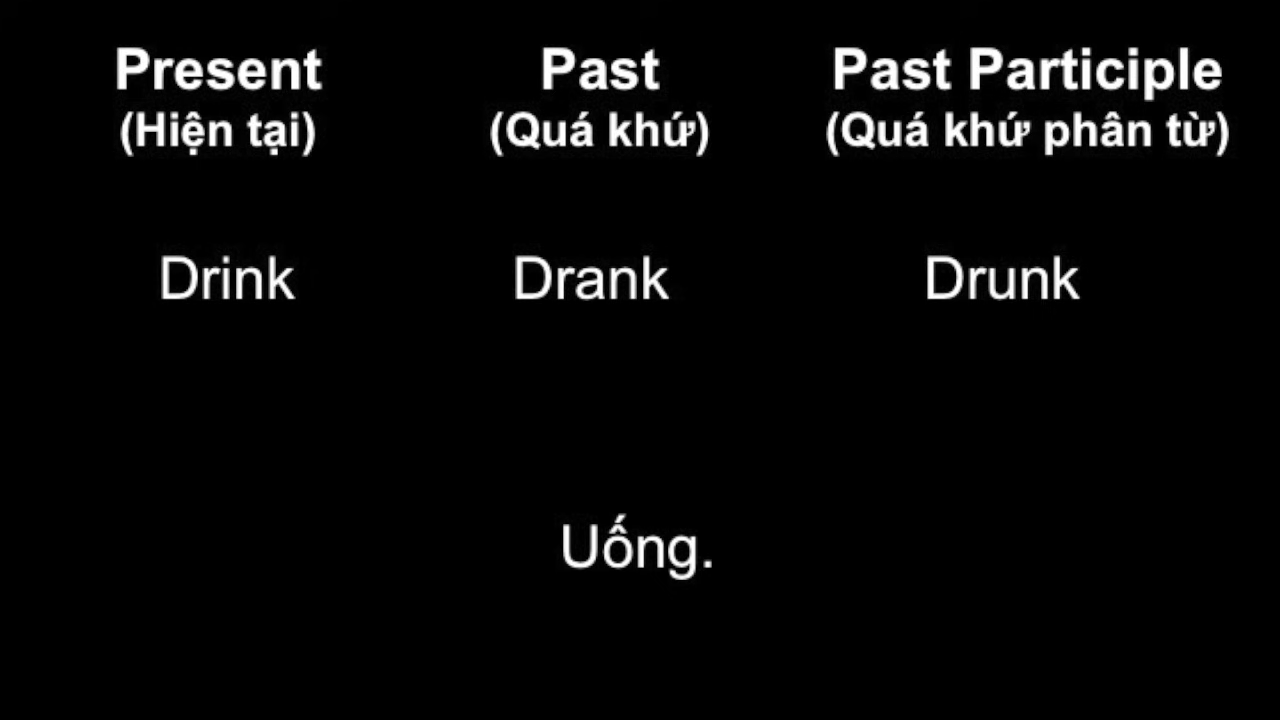 Present Past Past Participle
(Hiện tại) (Quá khứ) (Quá khứ phân từ)
Drink Drank Drunk
Uống.